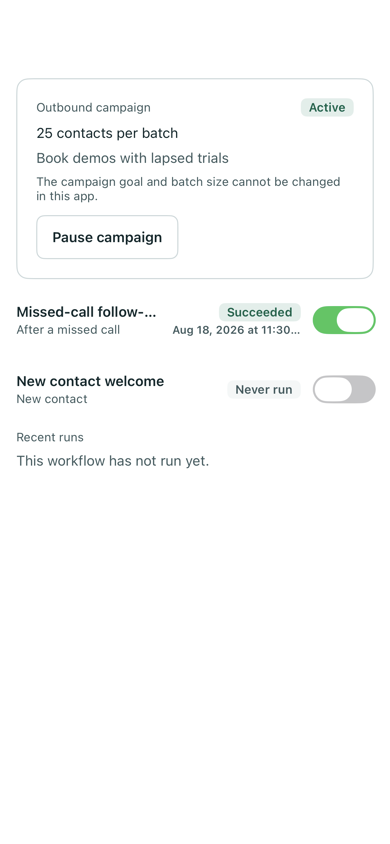 Outbound campaign
Active
25 contacts per batch
Book demos with lapsed trials
The campaign goal and batch size cannot be changed
in this app.
Pause campaign
Missed-call follow-...
Succeeded
After a missed call
Aug 18, 2026 at 11:30...
New contact welcome
Never run
New contact
Recent runs
This workflow has not run yet.